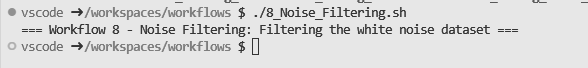 vscode ➜/workspaces/workflows $ ./8_Noise_Filtering.sh
=== Workflow 8 - Noise Filtering: Filtering the white noise dataset ===
vscode ➜/workspaces/workflows $